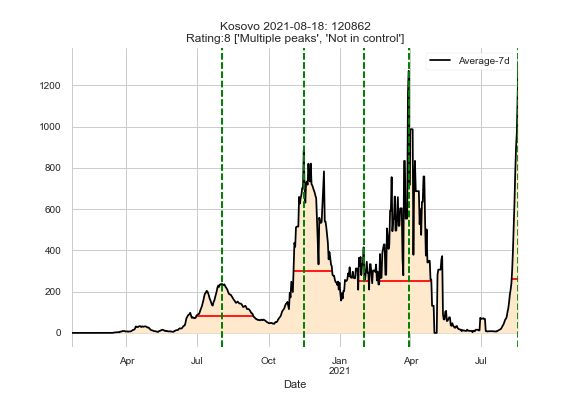 Kosovo 2021-08-18: 120862
Rating:8 ['Multiple peaks', 'Not in control']
Average-7d
1200
1000
800
600
400
200
0
Apr Jul Oct Jan Apr Jul
2021
Date